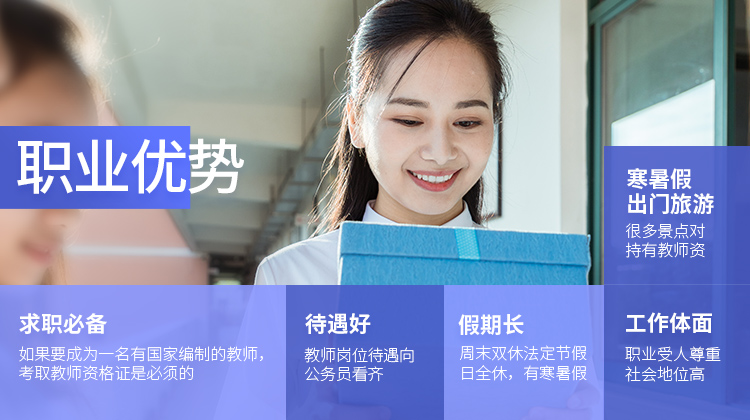 职业优势
寒暑假
出门旅游
很多景点对
持有教师资
求职必备
如果要成为一名有国家编制的教师，
考取教师资格证是必须的
待遇好
教师岗位待遇向
公务员看齐
假期长
周末双休法定节假
日全休，有寒暑假
工作体面
职业受人尊重
社会地位高